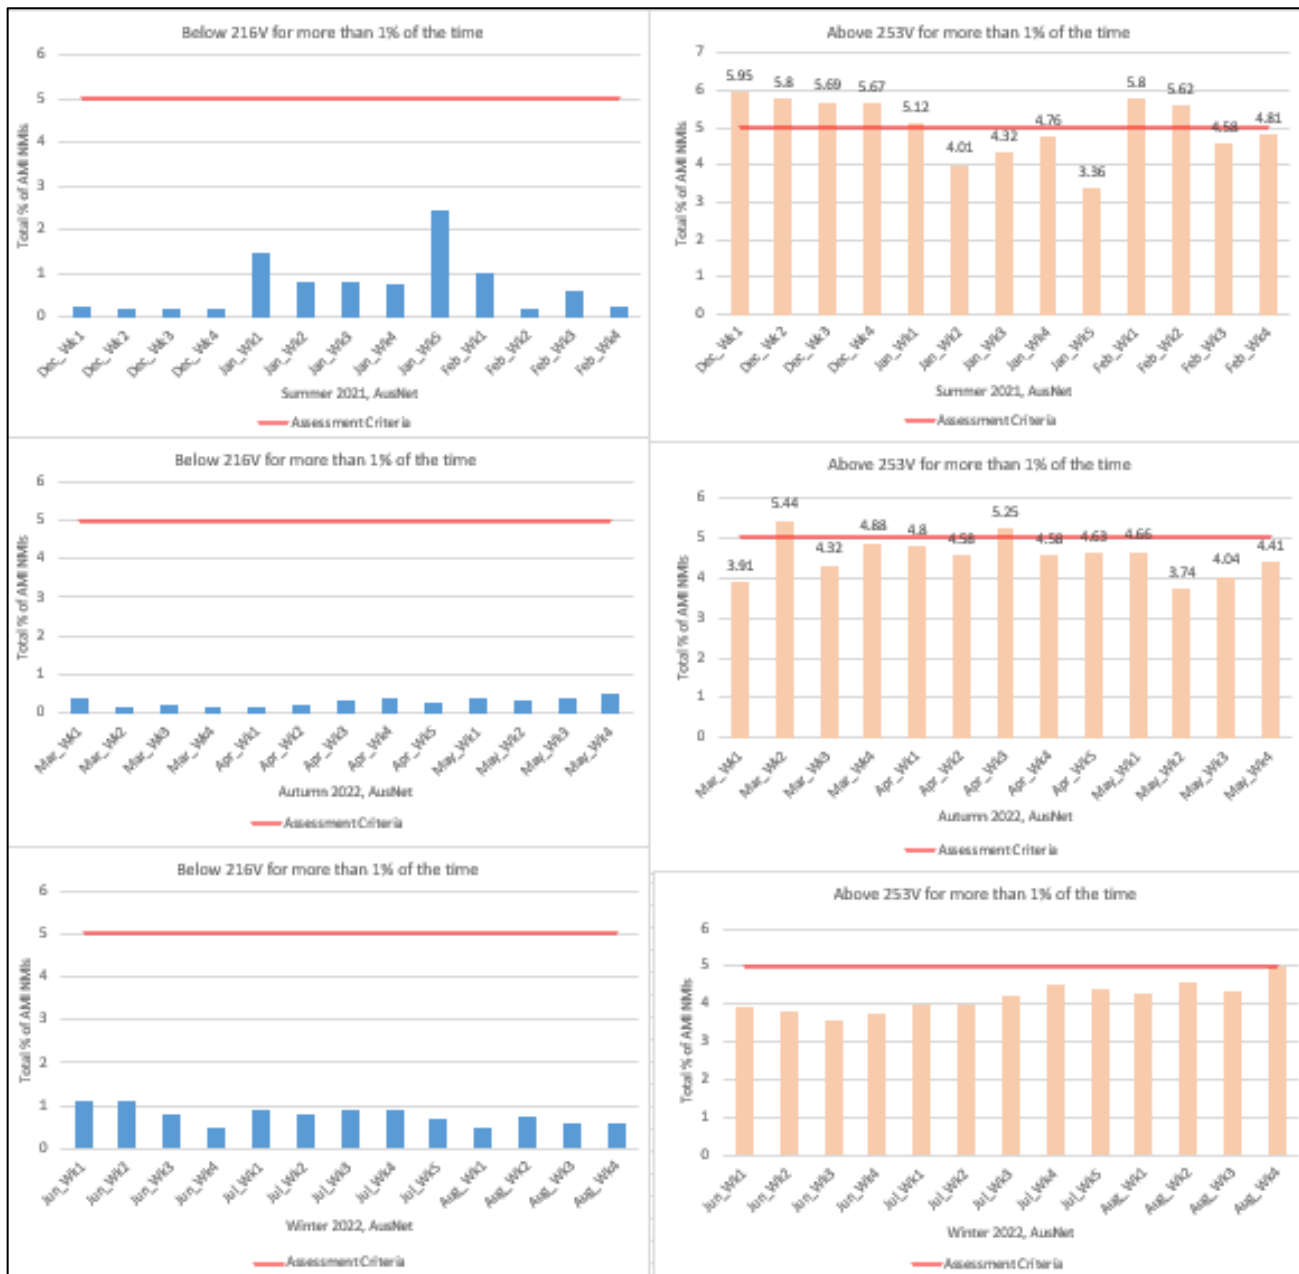 Below 216V for more than 1% of the time
6
5
4
3
2
1
0
Total % of AMI NMIs
Dec_Wk1
Dec_Wk2
Dec_Wk3
Dec_Wk4
Jan_Wk1
Jan_Wk2
Jan_Wk3
Jan_Wk4
Jan_Wk5
Feb_Wk1
Feb_Wk2
Feb_Wk3
Feb_Wk4
Summer 2021, AusNet
Assessment Criteria
Above 253V for more than 1% of the time
7
6
5
4
3
2
1
0
Total % of AMI NMIs
5.95
5.8
5.69
5.67
5.12
4.01
4.32
4.76
3.36
5.8
5.62
4.58
4.81
Dec_Wk1
Dec_Wk2
Dec_Wk3
Dec_Wk4
Jan_Wk1
Jan_Wk2
Jan_Wk3
Jan_Wk4
Jan_Wk5
Feb_Wk1
Feb_Wk2
Feb_Wk3
Feb_Wk4
Summer 2021, AusNet
Assessment Criteria
Below 216V for more than 1% of the time
6
5
4
3
2
1
0
Total % of AMI NMIs
Mar_Wk1
Mar_Wk2
Mar_Wk3
Mar_Wk4
Apr_Wk1
Apr_Wk2
Apr_Wk3
Apr_Wk4
Apr_Wk5
May_Wk1
May_Wk2
May_Wk3
May_Wk4
Autumn 2022, AusNet
Assessment Criteria
Above 253V for more than 1% of the time
6
5
4
3
2
1
0
Total % of AMI NMIs
3.91
5.44
4.32
4.88
4.8
4.58
5.25
4.58
4.63
4.66
3.74
4.04
4.41
Mar_Wk1
Mar_Wk2
Mar_Wk3
Mar_Wk4
Apr_Wk1
Apr_Wk2
Apr_Wk3
Apr_Wk4
Apr_Wk5
May_Wk1
May_Wk2
May_Wk3
May_Wk4
Autumn 2022, AusNet
Assessment Criteria
Below 216V for more than 1% of the time
6
5
4
3
2
1
0
Total % of AMI NMIs
Jun_Wk1
Jun_Wk2
Jun_Wk3
Jun_Wk4
Jul_Wk1
Jul_Wk2
Jul_Wk3
Jul_Wk4
Jul_Wk5
Aug_Wk1
Aug_Wk2
Aug_Wk3
Aug_Wk4
Winter 2022, AusNet
Assessment Criteria
Above 253V for more than 1% of the time
6
5
4
3
2
1
0
Total % of AMI NMIs
Jun_Wk1
Jun_Wk2
Jun_Wk3
Jun_Wk4
Jul_Wk1
Jul_Wk2
Jul_Wk3
Jul_Wk4
Jul_Wk5
Aug_Wk1
Aug_Wk2
Aug_Wk3
Aug_Wk4
Winter 2022, AusNet
Assessment Criteria